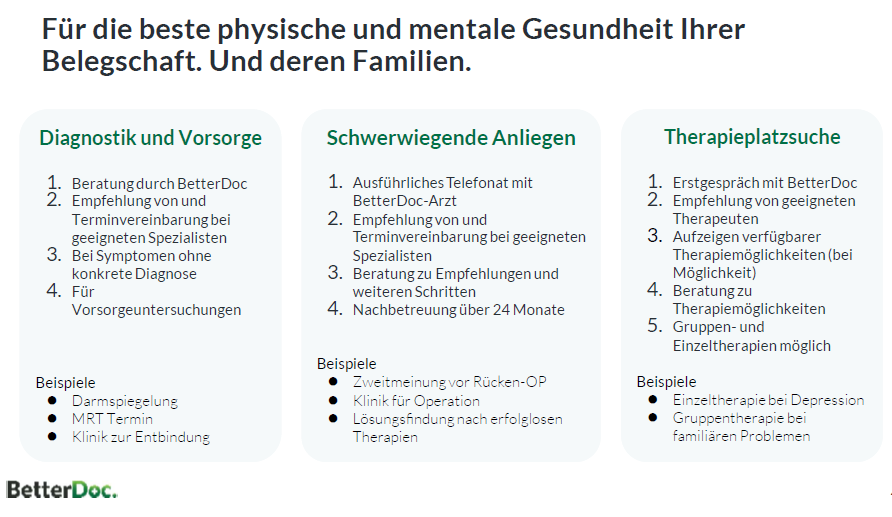 Für die beste physische und mentale Gesundheit Ihrer
Belegschaft. Und deren Familien.
Diagnostik und Vorsorge
1. Beratung durch BetterDoc
2. Empfehlung von und
Terminvereinbarung bei
geeigneten Spezialisten
3. Bei Symptomen ohne
konkrete Diagnose
4. Für
Vorsorgeuntersuchungen
Beispiele
● Darmspiegelung
● MRT Termin
● Klinik zur Entbindung
Schwerwiegende Anliegen
1. Ausführliches Telefonat mit
BetterDoc-Arzt
2. Empfehlung von und
Terminvereinbarung bei geeigneten
Spezialisten
3. Beratung zu Empfehlungen und
weiteren Schritten
4. Nachbetreuung über 24 Monate
Beispiele
● Zweitmeinung vor Rücken-OP
● Klinik für Operation
● Lösungsfindung nach erfolglosen
Therapien
Therapieplatzsuche
1. Erstgespräch mit BetterDoc
2. Empfehlung von geeigneten
Therapeuten
3. Aufzeigen verfügbarer
Therapiemöglichkeiten (bei
Möglichkeit)
4. Beratung zu
Therapiemöglichkeiten
5. Gruppen- und
Einzeltherapien möglich
Beispiele
● Einzeltherapie bei Depression
● Gruppentherapie bei
familiären Problemen
BetterDoc.